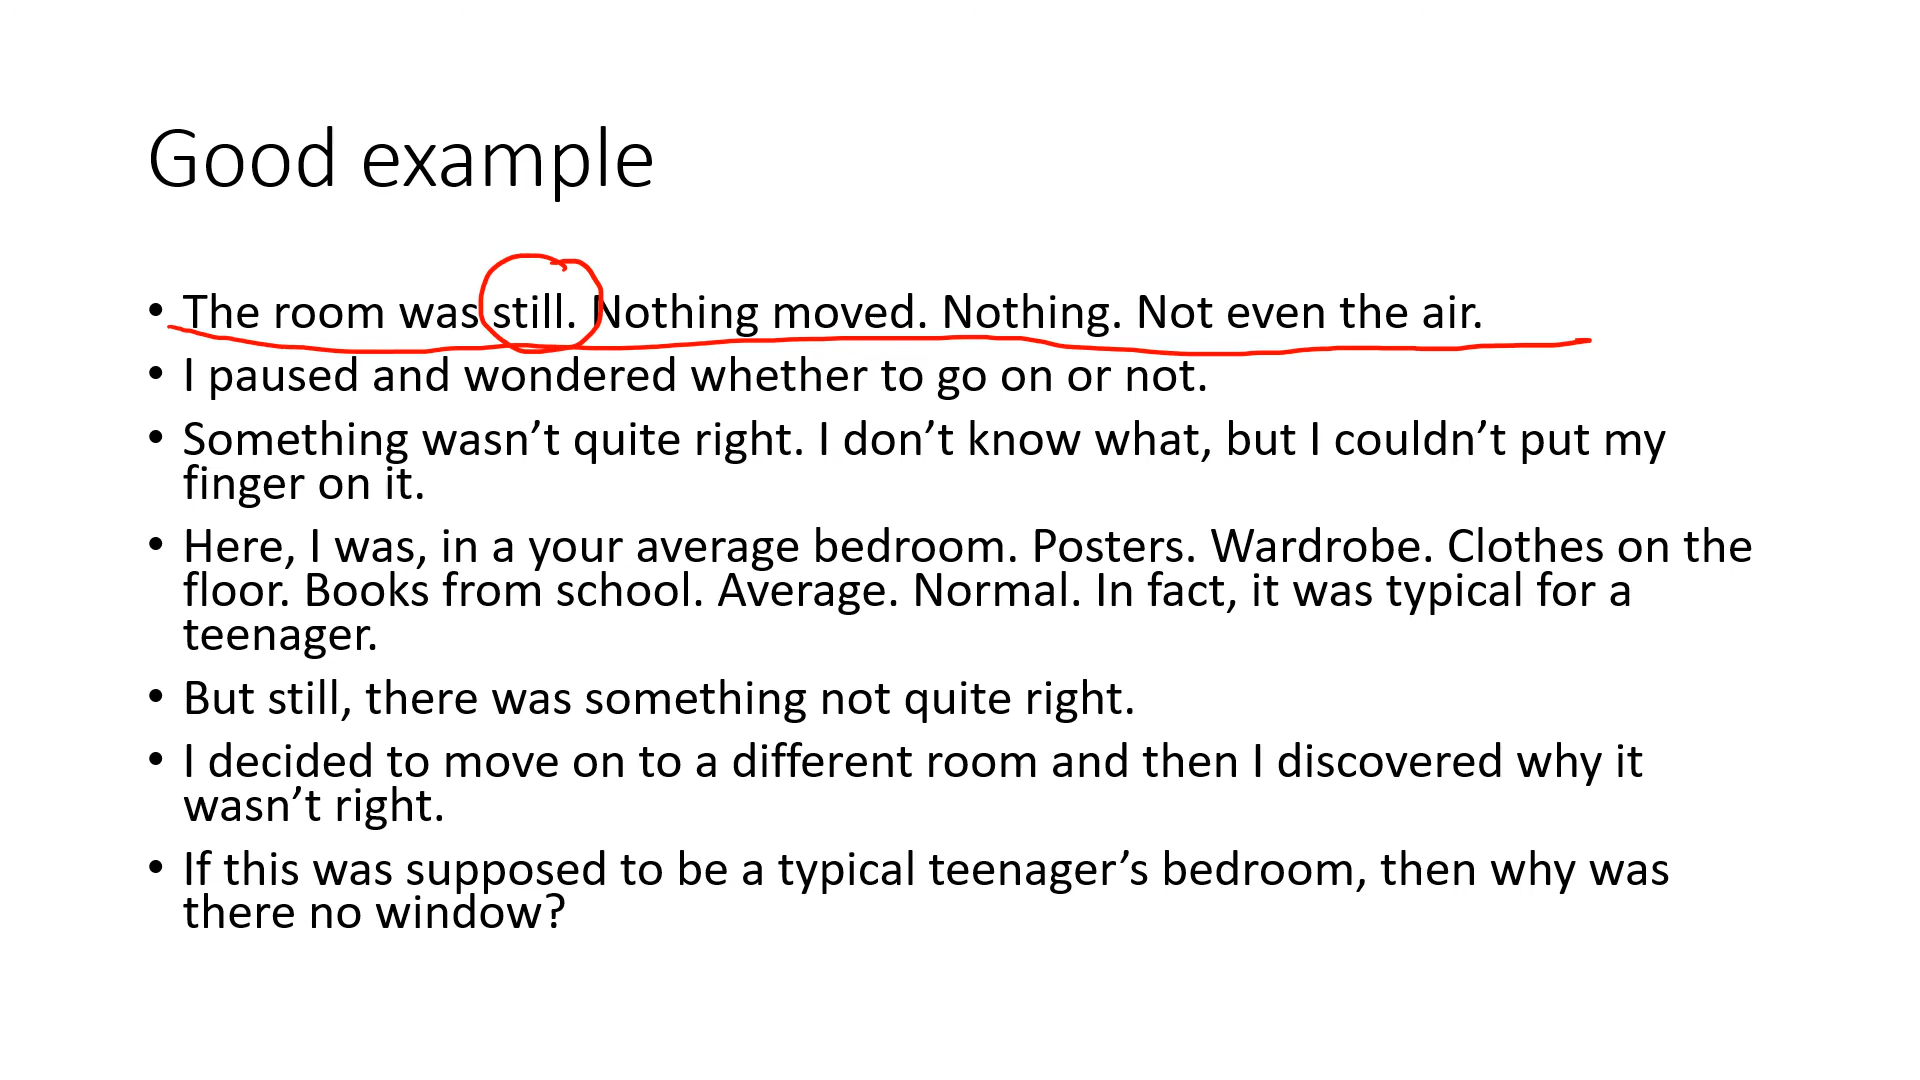 Good example
• The room was still. Nothing moved. Nothing. Not even the air.
• I paused and wondered whether to go on or not.
• Something wasn’t quite right. I don’t know what, but I couldn’t put my
finger on it.
• Here, I was, in a your average bedroom. Posters. Wardrobe. Clothes on the
floor. Books from school. Average. Normal. In fact, it was typical for a
teenager.
• But still, there was something not quite right.
• I decided to move on to a different room and then I discovered why it
wasn’t right.
• If this was supposed to be a typical teenager’s bedroom, then why was
there no window?